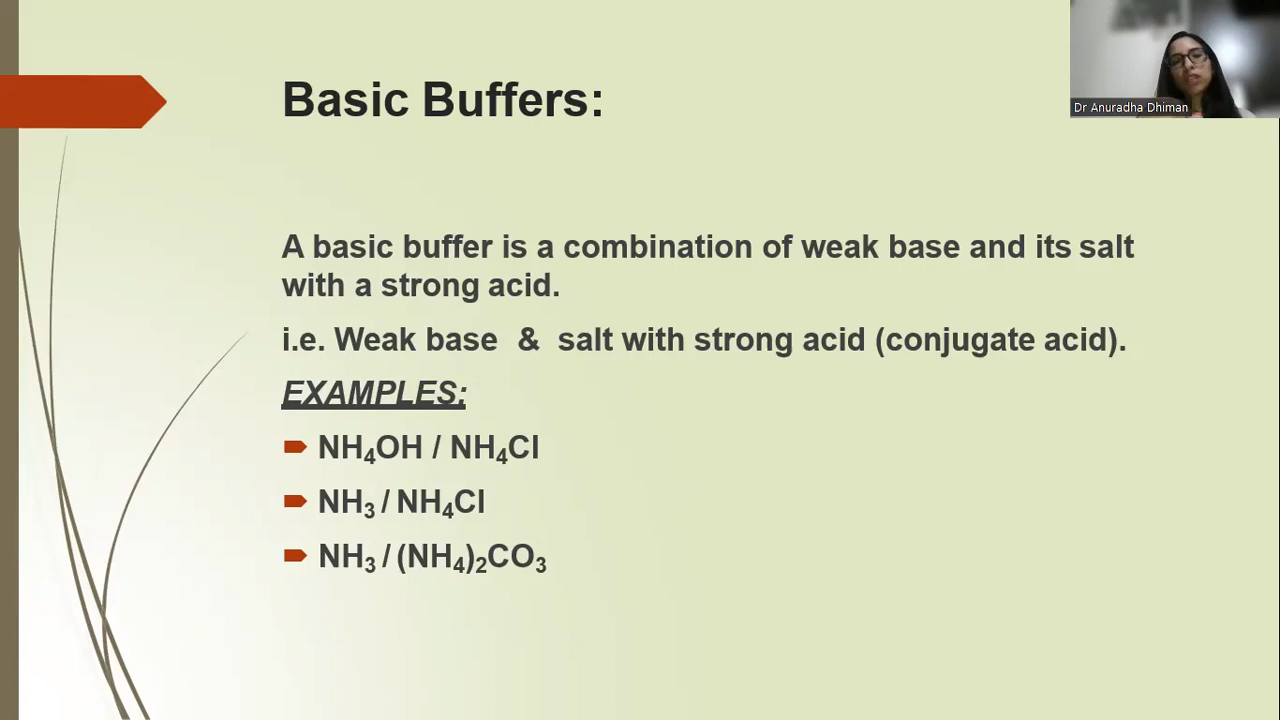 Basic Buffers:
Dr Anuradha Dhiman
A basic buffer is a combination of weak base and its salt
with a strong acid.
i.e. Weak base & salt with strong acid (conjugate acid).
EXAMPLES:
NH₄OH / NH₄Cl
NH₃ / NH₄Cl
NH₃ / (NH₄)₂CO₃